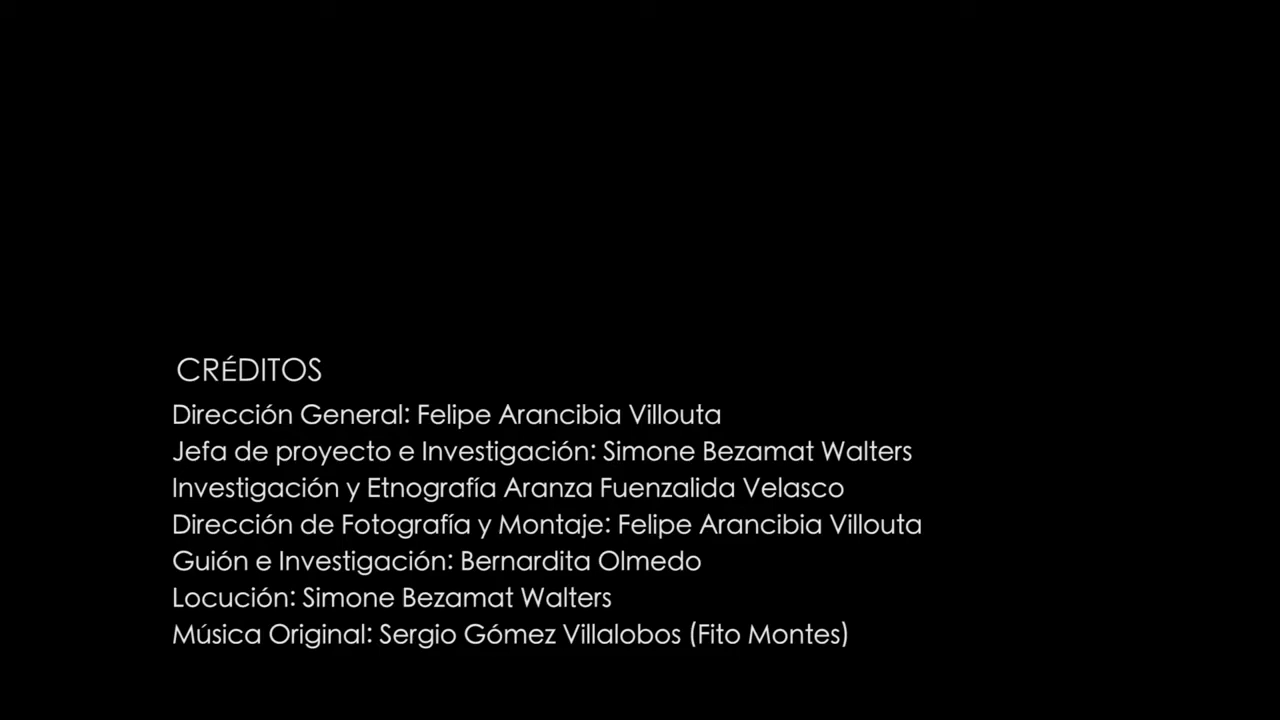 CRÉDITOS
Dirección General: Felipe Arancibia Villouta
Jefa de proyecto e Investigación: Simone Bezamat Walters
Investigación y Etnografía Aranza Fuenzalida Velasco
Dirección de Fotografía y Montaje: Felipe Arancibia Villouta
Guión e Investigación: Bernardita Olmedo
Locución: Simone Bezamat Walters
Música Original: Sergio Gómez Villalobos (Fito Montes)